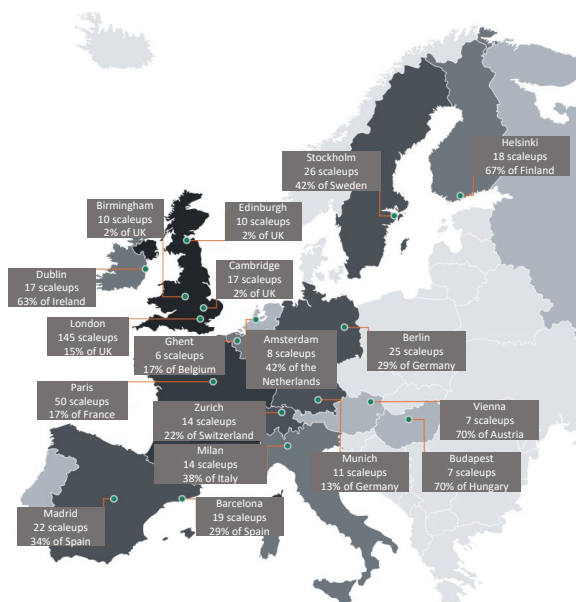 Stockholm
26 scaleups
42% of Sweden
Helsinki
18 scaleups
67% of Finland
Birmingham
10 scaleups
2% of UK
Edinburgh
10 scaleups
2% of UK
Dublin
17 scaleups
63% of Ireland
Cambridge
17 scaleups
2% of UK
London
145 scaleups
15% of UK
Ghent
6 scaleups
17% of Belgium
Amsterdam
8 scaleups
42% of the
Netherlands
Berlin
25 scaleups
29% of Germany
Paris
50 scaleups
17% of France
Zurich
14 scaleups
22% of Switzerland
Vienna
7 scaleups
70% of Austria
Milan
14 scaleups
38% of Italy
Munich
11 scaleups
13% of Germany
Budapest
7 scaleups
70% of Hungary
Madrid
22 scaleups
34% of Spain
Barcelona
19 scaleups
29% of Spain